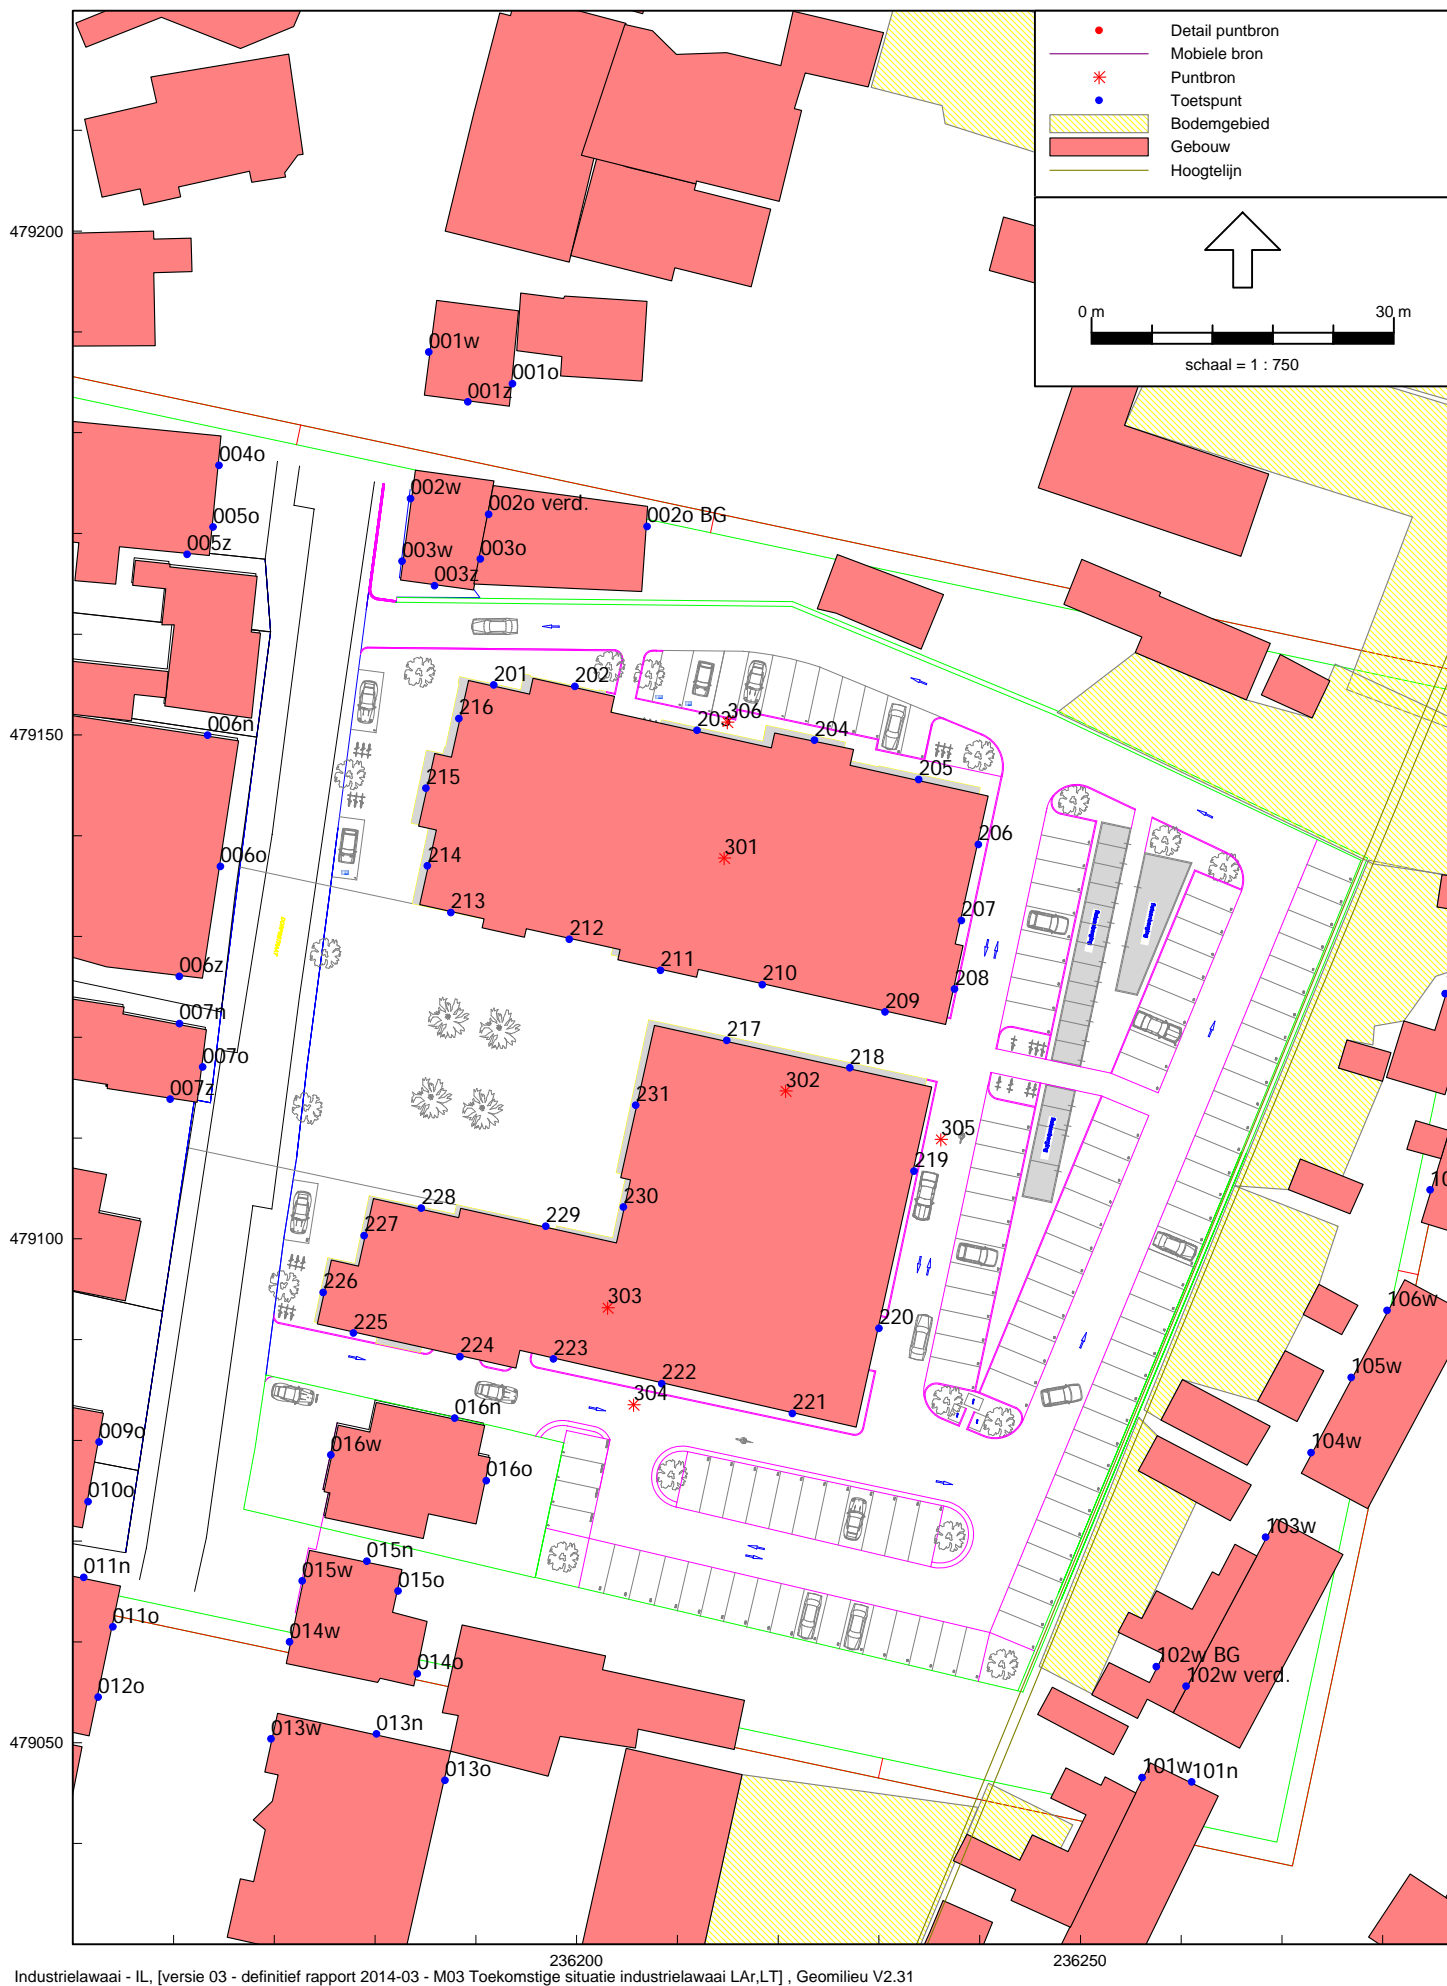 Detail puntbron
Mobiele bron
Puntbron
Toetspunt
Bodemgebied
Gebouw
Hoogtelijn
0 m 30 m
schaal = 1 : 750
479200
001w
001o
001z
004o
002w
002o verd.
002o BG
005o
005z
003w
003o
003z
201
202
216
203
306
204
479150
006n
205
215
206
301
214
006o
213
207
212
211
210
208
006z
209
007n
217
218
007o
302
007z
231
305
219
10
228
230
229
227
479100
226
303
106w
225
220
224
223
105w
222
304
221
016n
009o
016w
104w
016o
010o
103w
015n
011n
015w
015o
011o
014w
014o
102w BG
102w verd.
012o
013n
013w
479050
013o
101w
101n
236200
236250
Industrielawaai - IL, [versie 03 - definitief rapport 2014-03 - M03 Toekomstige situatie industrielawaai LAr,LT] , Geomilieu V2.31